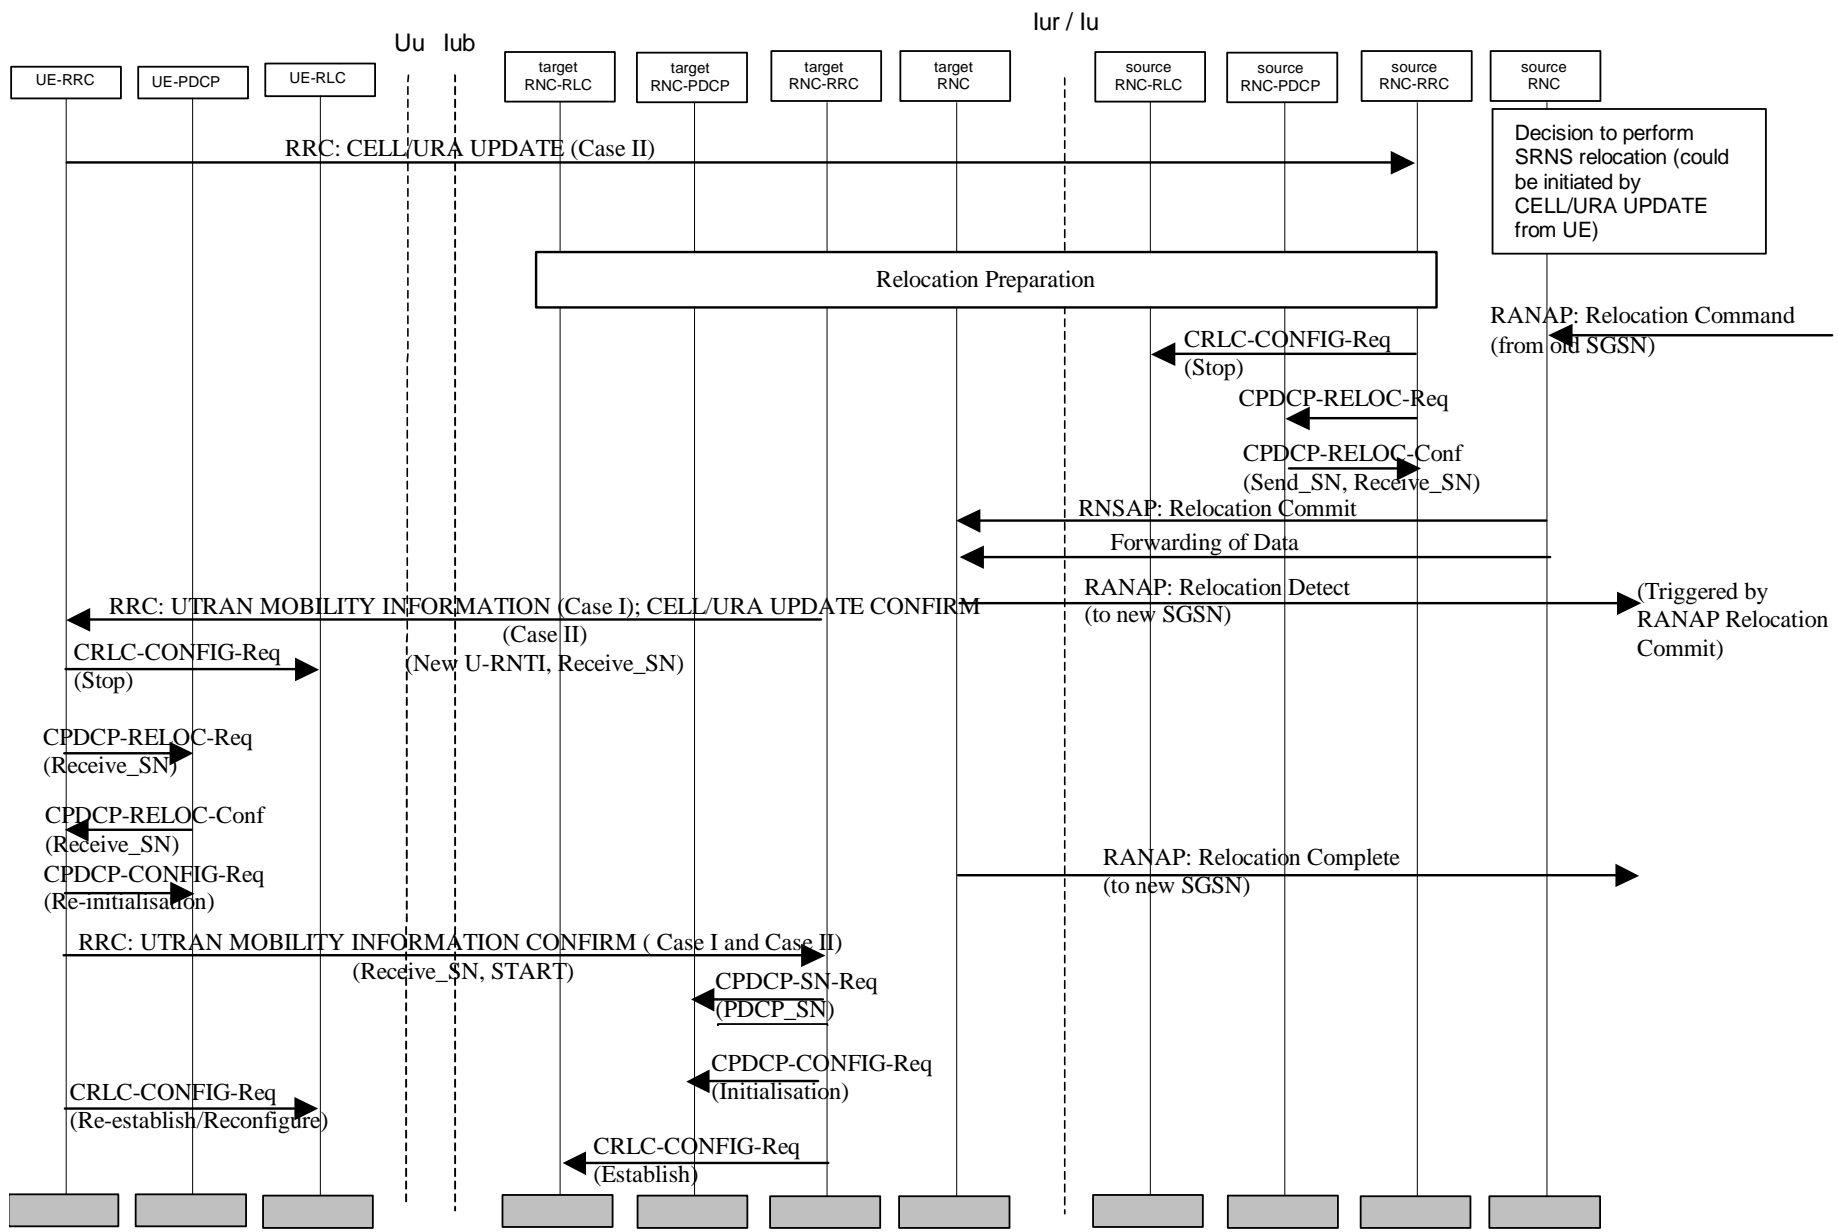 Iur / Iu
Uu Iub
UE-RRC
UE-PDCP
UE-RLC
target
RNC-RLC
target
RNC-PDCP
target
RNC-RRC
target
RNC
source
RNC-RLC
source
RNC-PDCP
source
RNC-RRC
source
RNC
Decision to perform
SRNS relocation (could
be initiated by
CELL/URA UPDATE
from UE)
RRC: CELL/URA UPDATE (Case II)
Relocation Preparation
RANAP: Relocation Command
(from old SGSN)
CRLC-CONFIG-Req
(Stop)
CPDCP-RELOC-Req
CPDCP-RELOC-Conf
(Send_SN, Receive_SN)
RNSAP: Relocation Commit
Forwarding of Data
RANAP: Relocation Detect
(to new SGSN)
(Triggered by
RANAP Relocation
Commit)
RRC: UTRAN MOBILITY INFORMATION (Case I); CELL/URA UPDATE CONFIRM
(Case II)
(New U-RNTI, Receive_SN)
CRLC-CONFIG-Req
(Stop)
CPDCP-RELOC-Req
(Receive_SN)
CPDCP-RELOC-Conf
(Receive_SN)
CPDCP-CONFIG-Req
(Re-initialisation)
RANAP: Relocation Complete
(to new SGSN)
RRC: UTRAN MOBILITY INFORMATION CONFIRM ( Case I and Case II)
(Receive_SN, START)
CPDCP-SN-Req
(PDCP_SN)
CPDCP-CONFIG-Req
(Initialisation)
CRLC-CONFIG-Req
(Re-establish/Reconfigure)
CRLC-CONFIG-Req
(Establish)